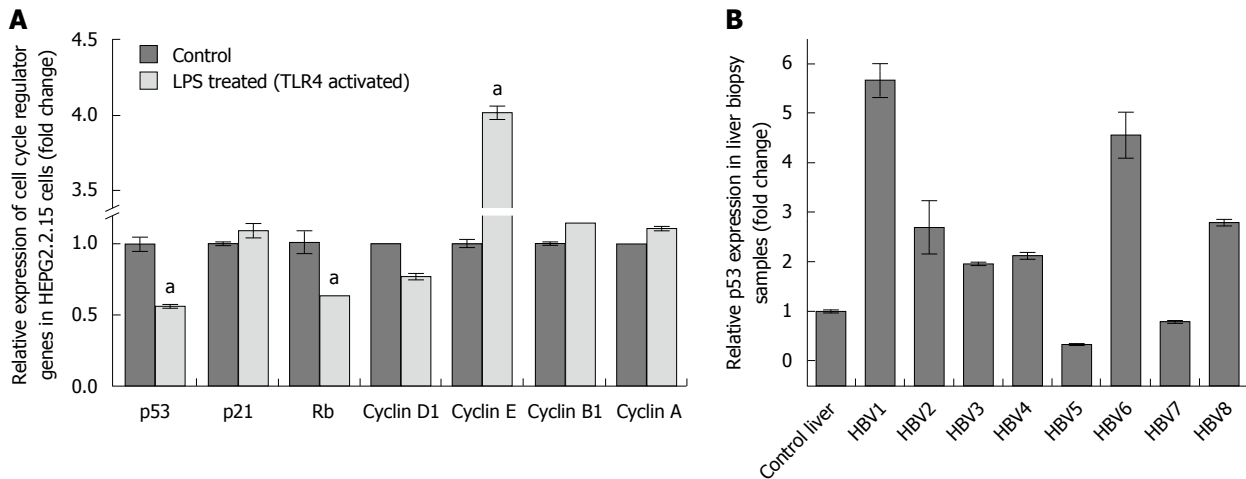 A
Relative expression of cell cycle regulator
genes in HEPG2.2.15 cells (fold change)
4.5
4.0
3.5
1.0
0.5
0.0
Control
LPS treated (TLR4 activated)
a
a
a
p53
p21
Rb
Cyclin D1
Cyclin E
Cyclin B1
Cyclin A
B
Relative p53 expression in liver biopsy
samples (fold change)
6
5
4
3
2
1
0
Control liver
HBV1
HBV2
HBV3
HBV4
HBV5
HBV6
HBV7
HBV8